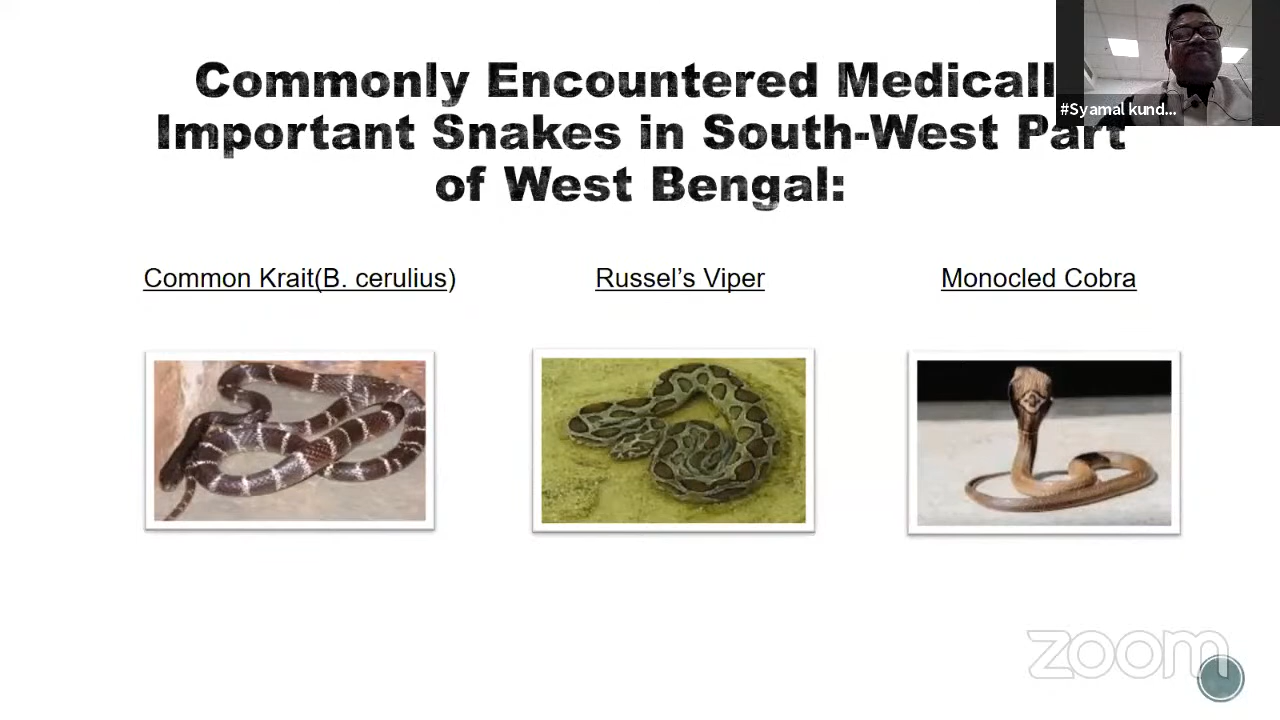 Commonly Encountered Medicall
Important Snakes in South-West Part
of West Bengal:
#Syamal kund...
Common Krait(B. cerulius)
Russel’s Viper
Monocled Cobra
zoom